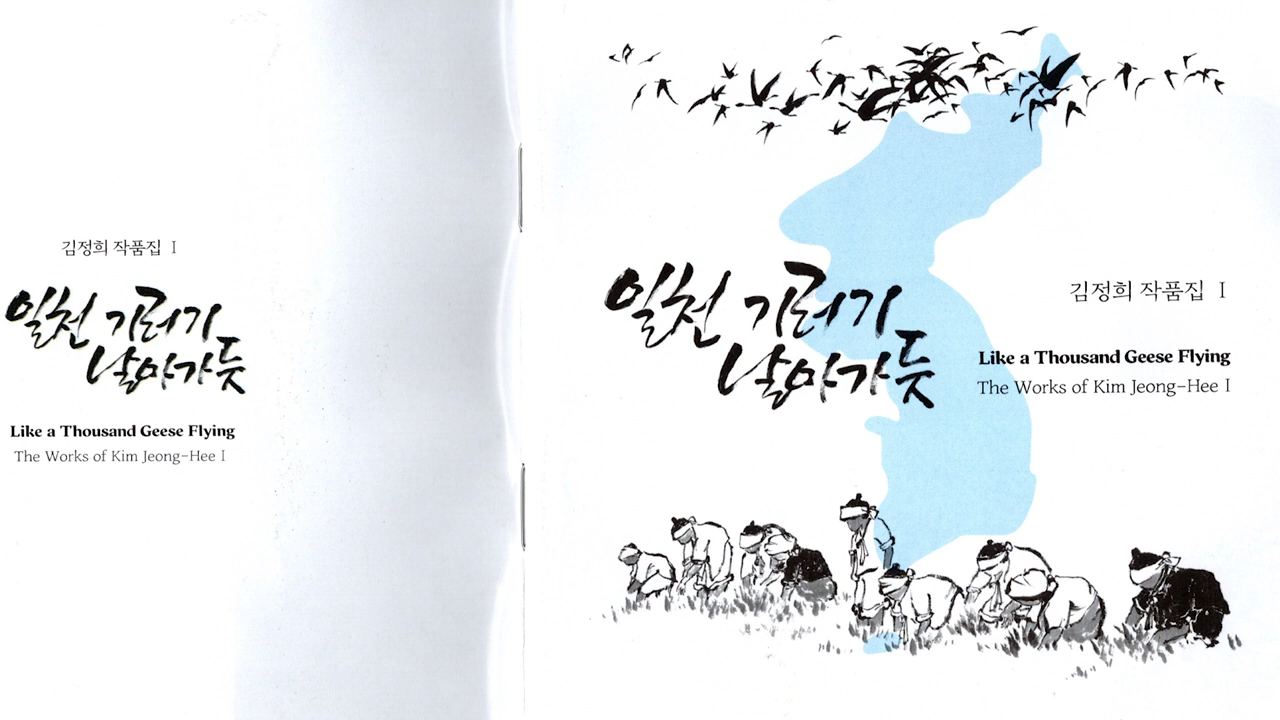 김정희 작품집 Ⅰ
일천 기러기
날아가듯
Like a Thousand Geese Flying
The Works of Kim Jeong-Hee Ⅰ
일천 기러기
날아가듯
김정희 작품집 Ⅰ
Like a Thousand Geese Flying
The Works of Kim Jeong-Hee Ⅰ